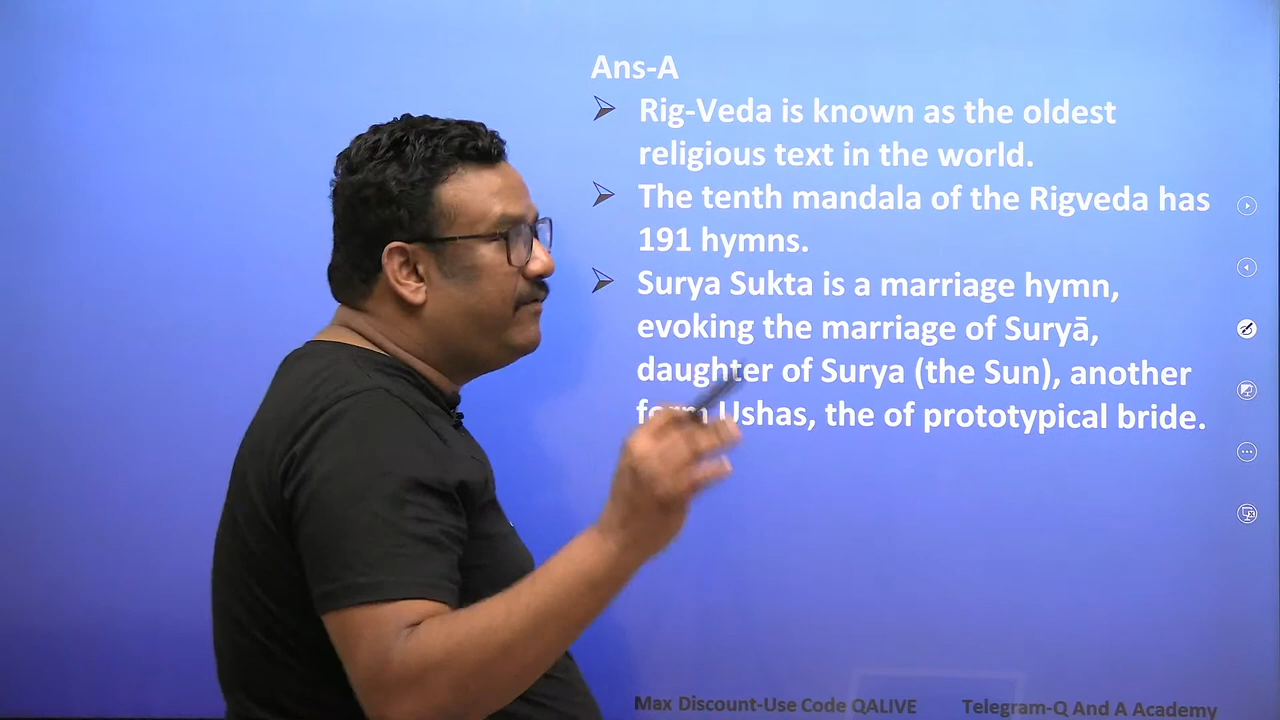 Ans-A
Rig-Veda is known as the oldest
religious text in the world.
The tenth mandala of the Rigveda has
191 hymns.
Surya Sukta is a marriage hymn,
evoking the marriage of Suryā,
daughter of Surya (the Sun), another
form Ushas, the of prototypical bride.
Max Discount-Use Code QALIVE Telegram-Q And A Academy